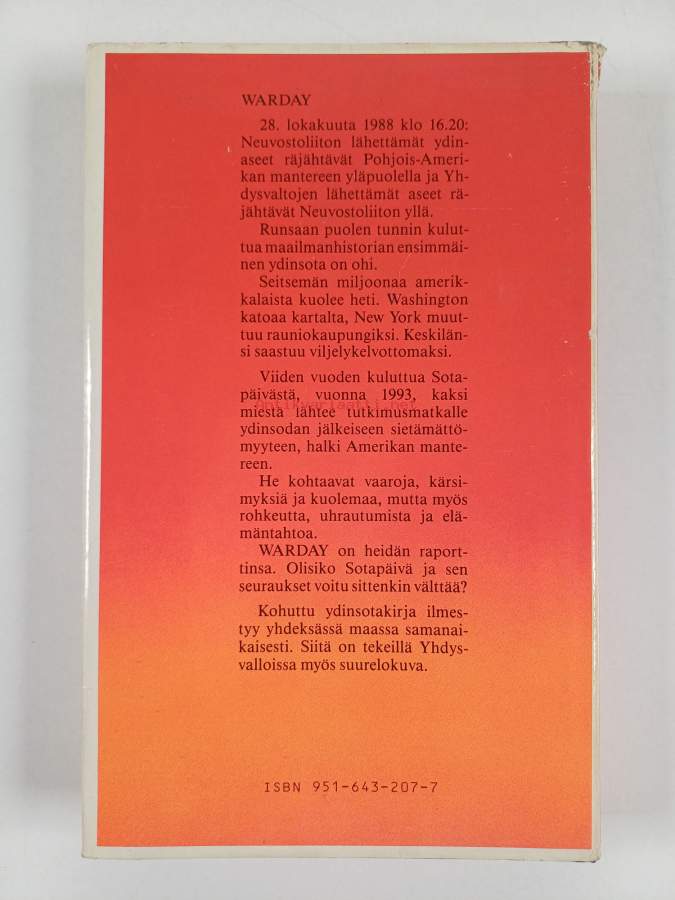 WARDAY
28. lokakuuta 1988 klo 16.20:
Neuvostoliiton lähettämät ydin-
aseet räjähtävät Pohjois-Ameri-
kan mantereen yläpuolella ja Yh-
dysvaltojen lähettämät aseet rä-
jähtävät Neuvostoliiton yllä.
Runsaan puolen tunnin kulut-
tua maailmanhistorian ensimmäi-
nen ydinsota on ohi.
Seitsemän miljoonaa amerik-
kalaista kuolee heti. Washington
katoaa kartalta, New York muut-
tuu rauniokaupungiksi. Keskilän-
si saastuu viljelykelvottomaksi.
Viiden vuoden kuluttua Sota-
päivästä, vuonna 1993, kaksi
miestä lähtee tutkimusmatkalle
ydinsodan jälkeiseen sietämättö-
myyteen, halki Amerikan mante-
reen.
He kohtaavat vaaroja, kärsi-
myksiä ja kuolemaa, mutta myös
rohkeutta, uhrautumista ja elä-
mäntahtoa.
WARDAY on heidän raport-
tinsa. Olisiko Sotapäivä ja sen
seuraukset voitu sittenkin välttää?
Kohuttu ydinsotakirja ilmes-
tyy yhdeksässä maassa samanai-
kaisesti. Siitä on tekeillä Yhdys-
valloissa myös suurelokuva.
ISBN 951-643-207-7